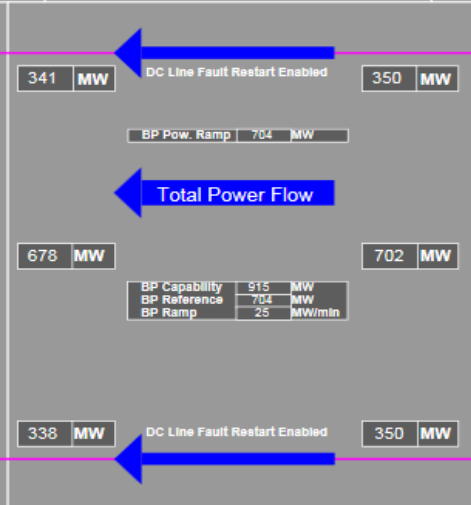 341 MW DC Line Fault Restart Enabled 350 MW
BP Pow. Ramp 704 MW
Total Power Flow
678 MW 702 MW
BP Capability 915 MW
BP Reference 704 MW
BP Ramp 25 MW/min
338 MW DC Line Fault Restart Enabled 350 MW